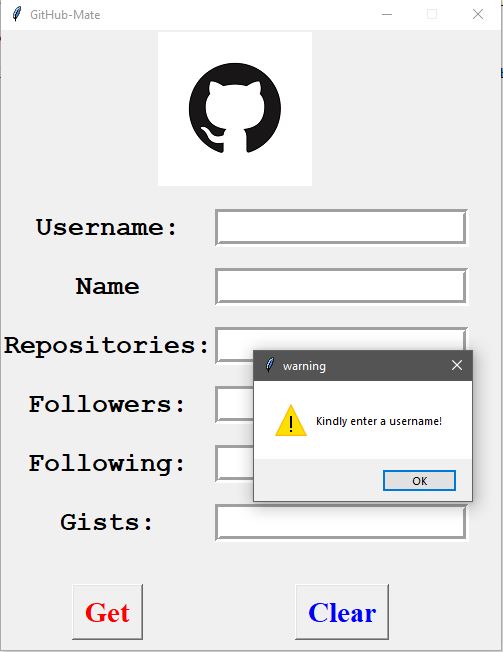 GitHub-Mate
Username:
Name
Repositories:
warning
Kindly enter a username!
Followers:
Following:
OK
Gists:
Get Clear